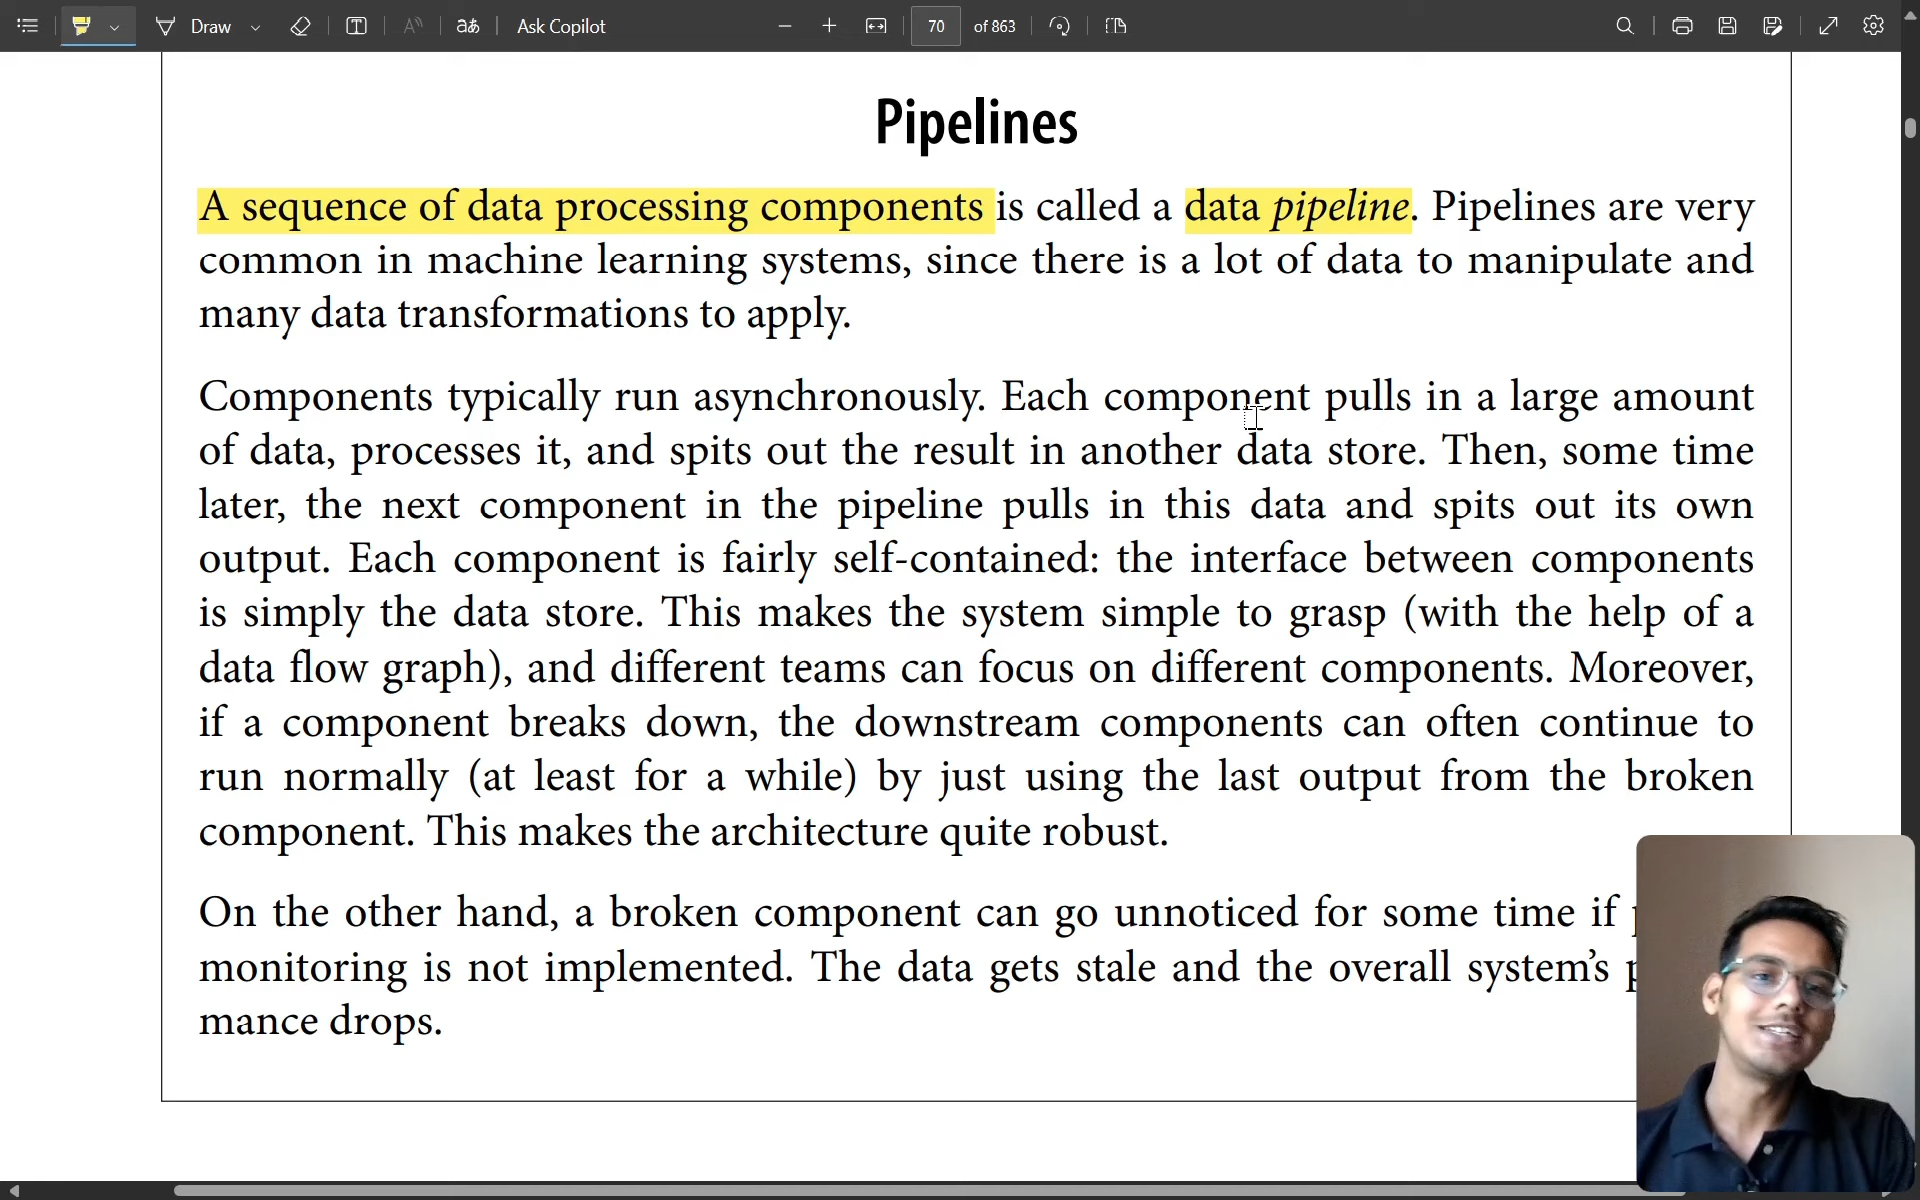 Draw
Ask Copilot
70 of 863
Pipelines
A sequence of data processing components is called a data pipeline. Pipelines are very
common in machine learning systems, since there is a lot of data to manipulate and
many data transformations to apply.
Components typically run asynchronously. Each component pulls in a large amount
of data, processes it, and spits out the result in another data store. Then, some time
later, the next component in the pipeline pulls in this data and spits out its own
output. Each component is fairly self-contained: the interface between components
is simply the data store. This makes the system simple to grasp (with the help of a
data flow graph), and different teams can focus on different components. Moreover,
if a component breaks down, the downstream components can often continue to
run normally (at least for a while) by just using the last output from the broken
component. This makes the architecture quite robust.
On the other hand, a broken component can go unnoticed for some time if
monitoring is not implemented. The data gets stale and the overall system’s
mance drops.